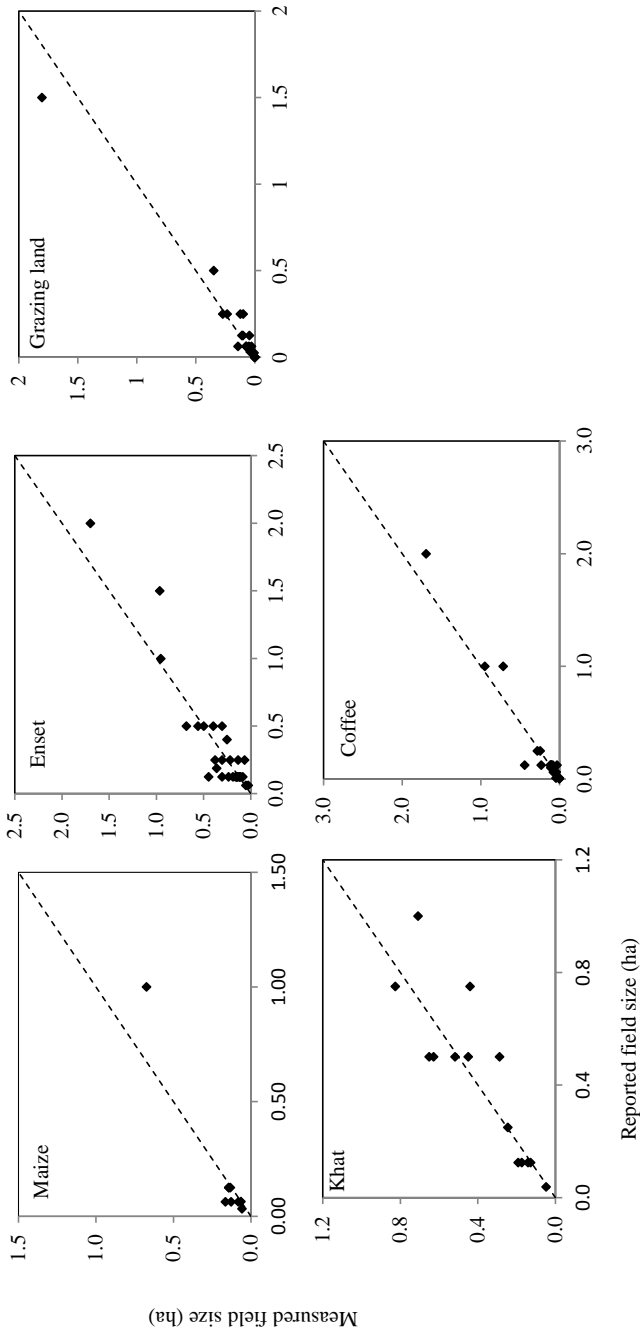 Maize
1.5
1.0
0.5
0.0
0.00 0.50 1.00 1.50
Enset
2.5
2.0
1.5
1.0
0.5
0.0
0.0 0.5 1.0 1.5 2.0 2.5
Grazing land
2
1.5
1
0.5
0
0 0.5 1 1.5 2
Khat
1.2
0.8
0.4
0.0
0.0 0.4 0.8 1.2
Coffee
3.0
2.0
1.0
0.0
0.0 1.0 2.0 3.0
Measured field size (ha)
Reported field size (ha)